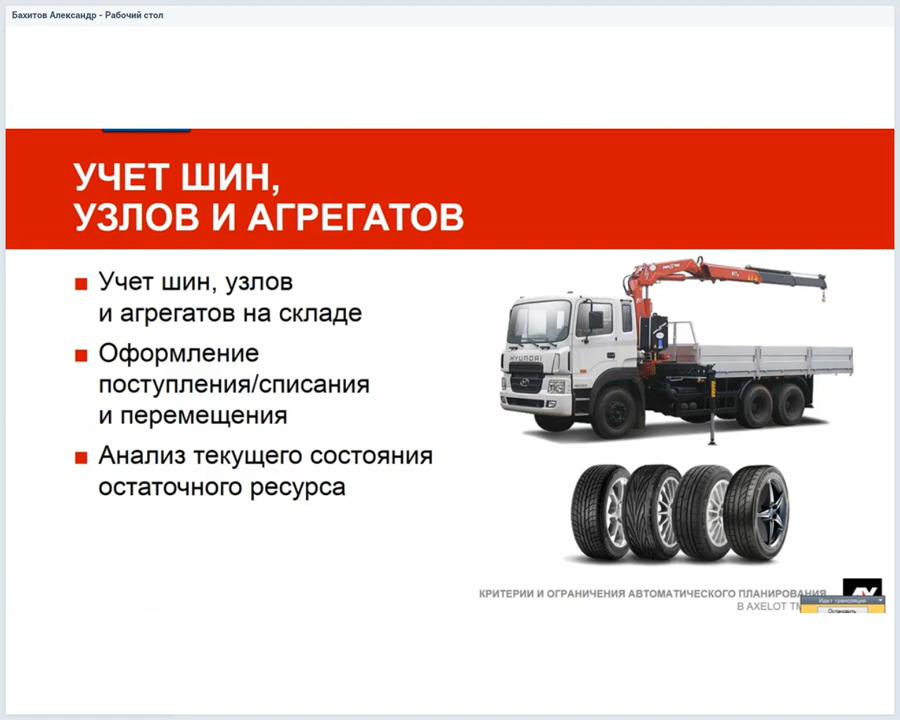 Бахитов Александр - Рабочий стол
УЧЕТ ШИН,
УЗЛОВ И АГРЕГАТОВ
Учет шин, узлов
и агрегатов на складе
Оформление
поступления/списания
и перемещения
Анализ текущего состояния
остаточного ресурса
HYUNDAI
КРИТЕРИИ И ОГРАНИЧЕНИЯ АВТОМАТИЧЕСКОГО ПЛАНИРОВАНИЯ
В AXELOT
Идет трансляция
Остановить